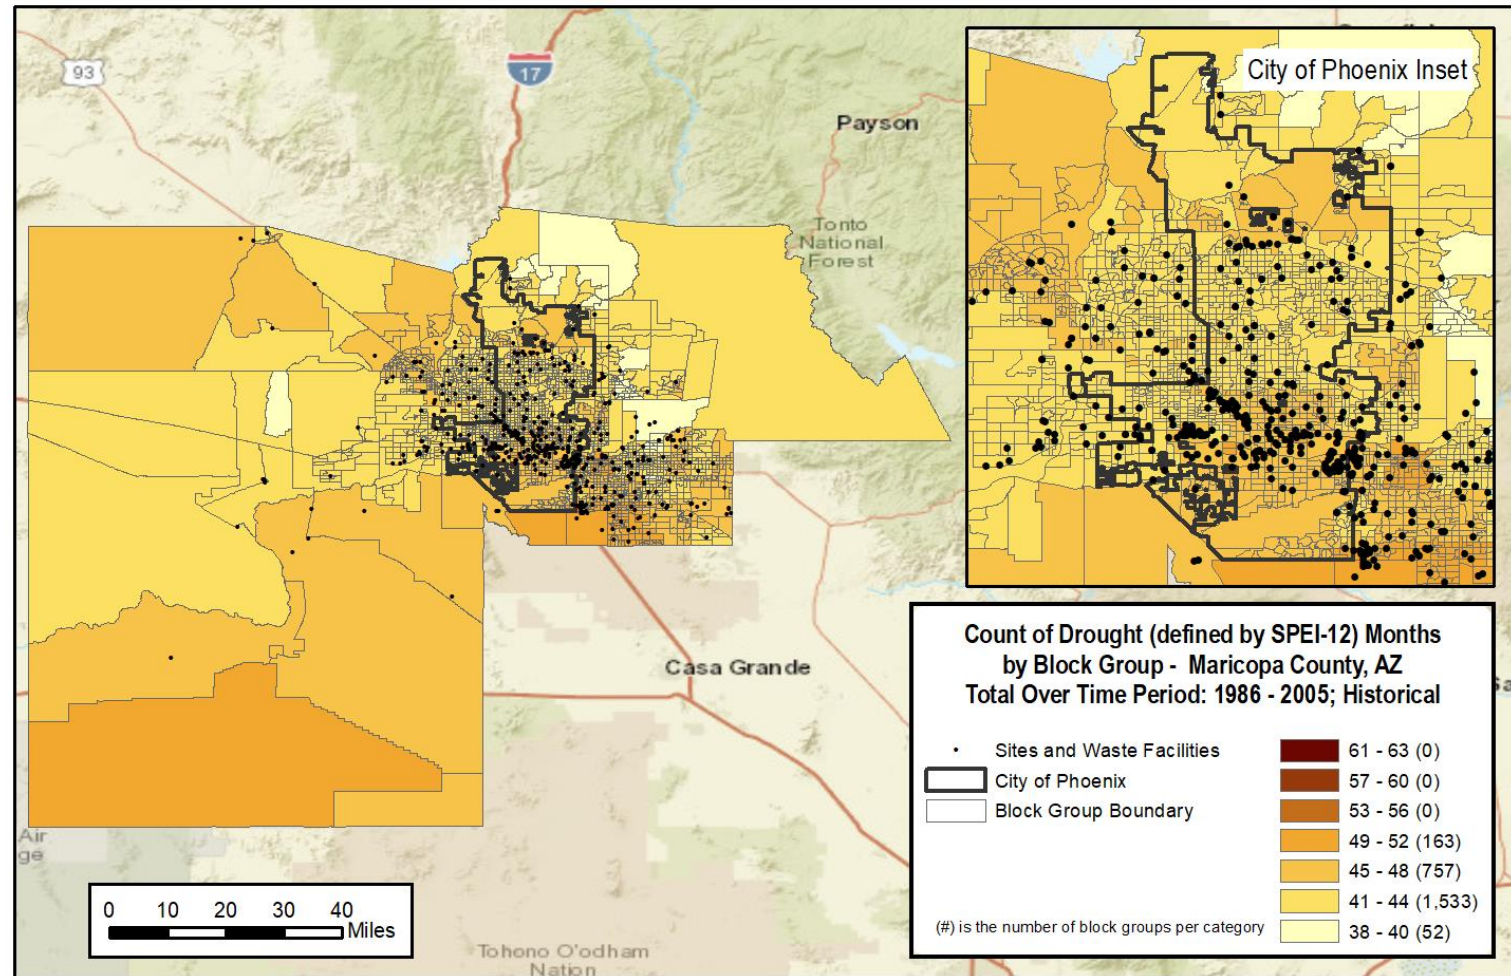 93
17
Payson
Tonto
National
Forest
Casa Grande
Tohono O'odham
Nation
Air
ge
Sa
0 10 20 30 40
Miles
City of Phoenix Inset
Count of Drought (defined by SPEI-12) Months
by Block Group - Maricopa County, AZ
Total Over Time Period: 1986 - 2005; Historical
Sites and Waste Facilities
City of Phoenix
Block Group Boundary
(#) is the number of block groups per category
61 - 63 (0)
57 - 60 (0)
53 - 56 (0)
49 - 52 (163)
45 - 48 (757)
41 - 44 (1,533)
38 - 40 (52)